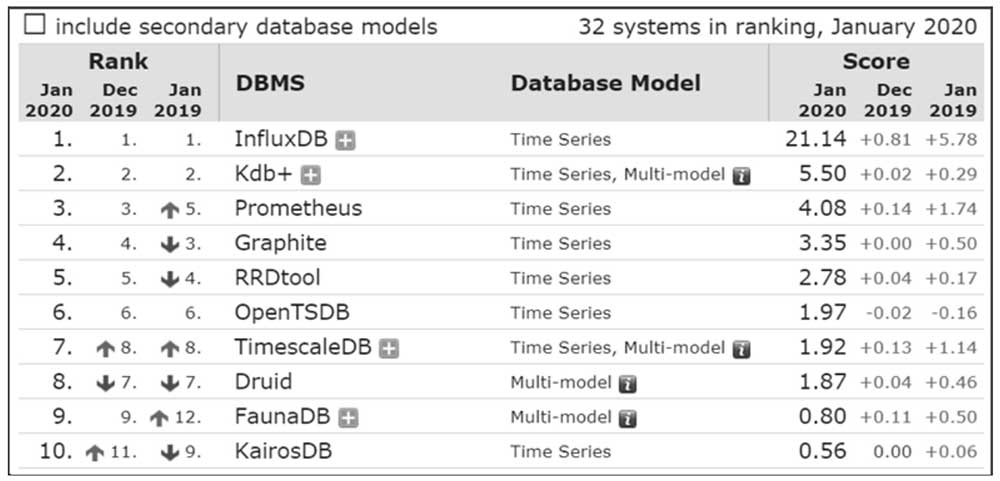 include secondary database models 32 systems in ranking, January 2020
Rank Score
Jan 2020 Dec 2019 Jan 2019 DBMS Database Model Jan 2020 Dec 2019 Jan 2019
1. 1. 1. InfluxDB Time Series 21.14 +0.81 +5.78
2. 2. 2. Kdb+ Time Series, Multi-model 5.50 +0.02 +0.29
3. 3. 5. Prometheus Time Series 4.08 +0.14 +1.74
4. 4. 3. Graphite Time Series 3.35 +0.00 +0.50
5. 5. 4. RRDtool Time Series 2.78 +0.04 +0.17
6. 6. 6. OpenTSDB Time Series 1.97 -0.02 -0.16
7. 8. 8. TimescaleDB Time Series, Multi-model 1.92 +0.13 +1.14
8. 7. 7. Druid Multi-model 1.87 +0.04 +0.46
9. 9. 12. FaunaDB Multi-model 0.80 +0.11 +0.50
10. 11. 9. KairosDB Time Series 0.56 0.00 +0.06